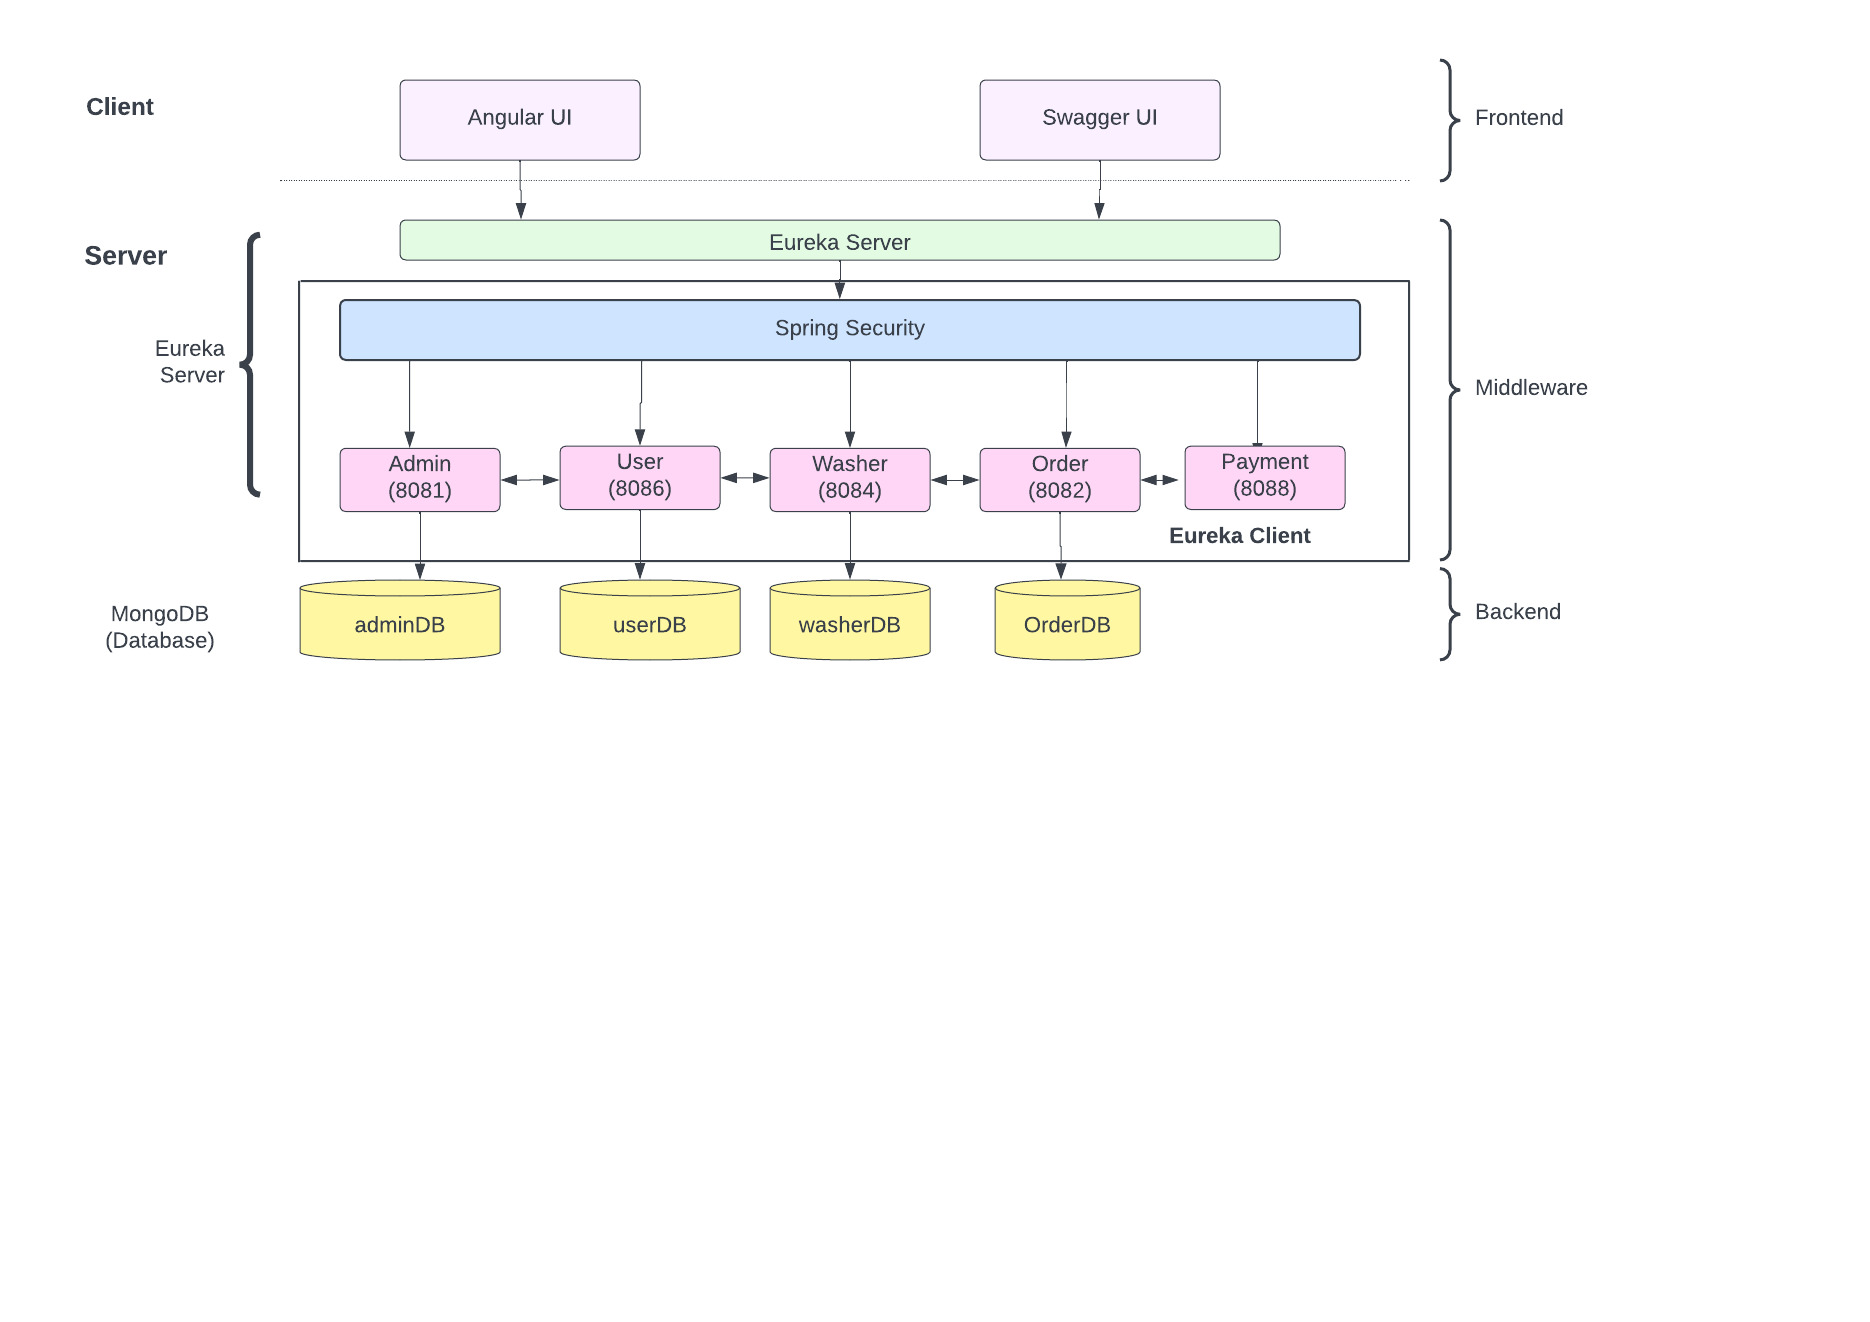 Client
Angular UI
Swagger UI
Frontend
Eureka Server
Server
Spring Security
Eureka
Server
Middleware
Admin
(8081)
User
(8086)
Washer
(8084)
Order
(8082)
Payment
(8088)
Eureka Client
MongoDB
(Database)
adminDB
userDB
washerDB
OrderDB
Backend